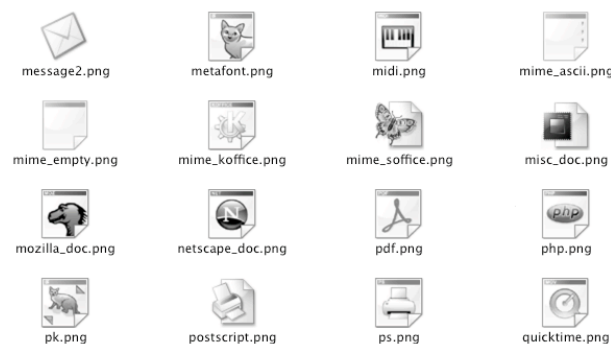 message2.png metafont.png midi.png mime_ascii.png
mime_empty.png mime_koffice.png mime_soffice.png misc_doc.png
N
php
mozilla_doc.png netscape_doc.png pdf.png php.png
pk.png postscript.png ps.png quicktime.png